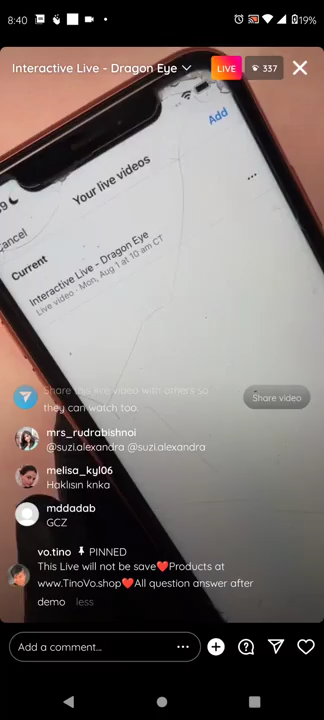 8:40
19%
Interactive Live - Dragon Eye
LIVE
337
Add
Your live videos
Cancel
Current
Interactive Live - Dragon Eye
Live video · Mon, Aug 1 at 10 am CT
Share this live video with others so
they can watch too.
Share video
mrs_rudrabishnoi
@suzi.alexandra @suzi.alexandra
melisa_kyl06
Haklısın knka
mddadab
GCZ
vo.tino PINNED
This Live will not be save❤️Products at
www.TinoVo.shop❤️All question answer after
demo less
Add a comment...